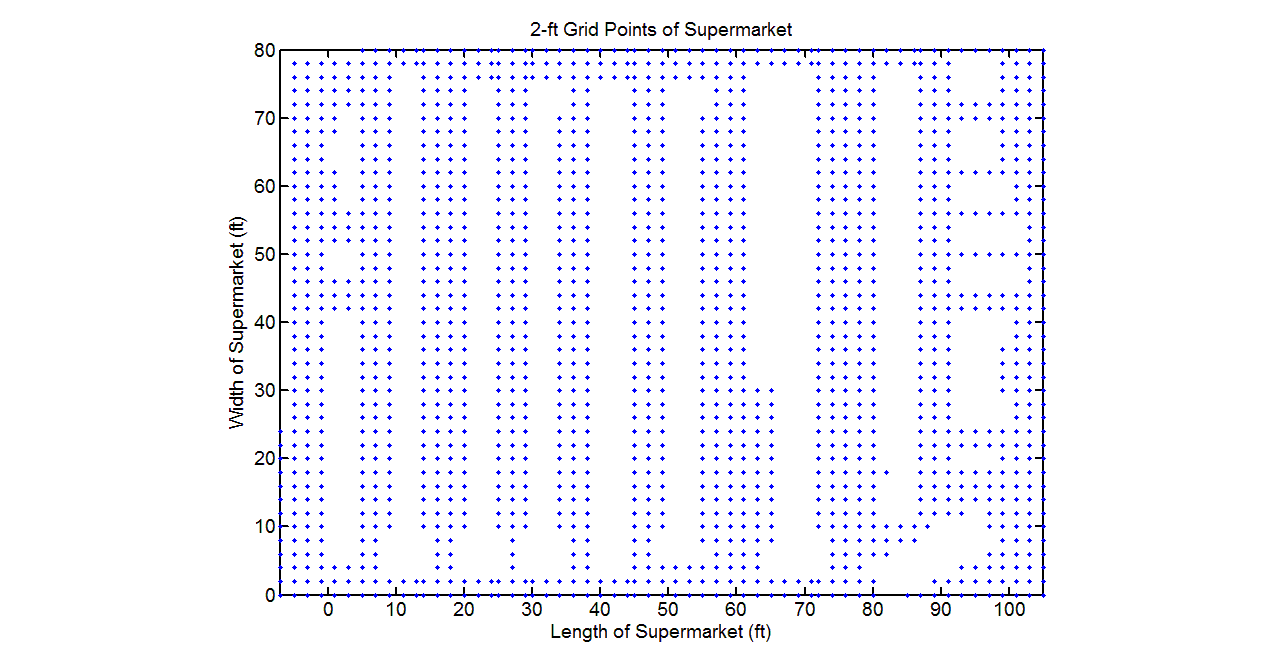 2-ft Grid Points of Supermarket
80
70
60
50
40
30
20
10
0
Width of Supermarket (ft)
0 10 20 30 40 50 60 70 80 90 100
Length of Supermarket (ft)